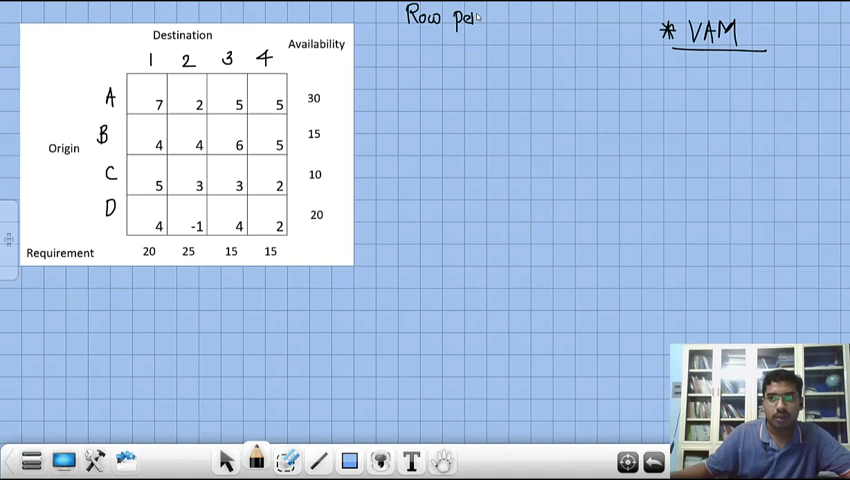 Row pe
* VAM
Destination
Availability
1 2 3 4
A 7 2 5 5 30
B 4 4 6 5 15
Origin
C 5 3 3 2 10
D 4 -1 4 2 20
Requirement 20 25 15 15